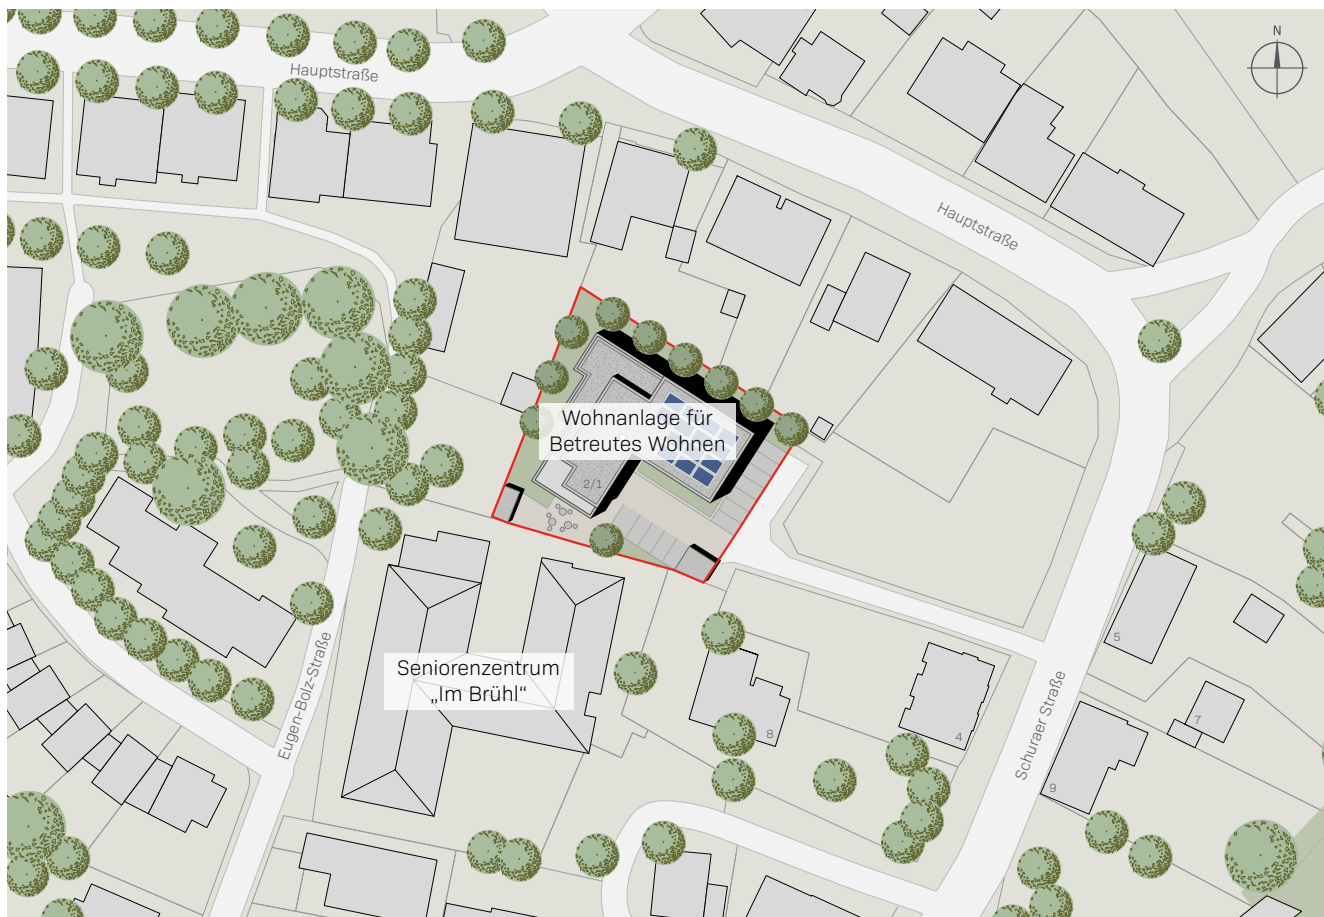 N
Hauptstraße
Hauptstraße
Wohnanlage für
Betreutes Wohnen
2/1
Seniorenzentrum
„Im Brühl“
Eugen-Bolz-Straße
Schuraer Straße
5
7
8
4
9